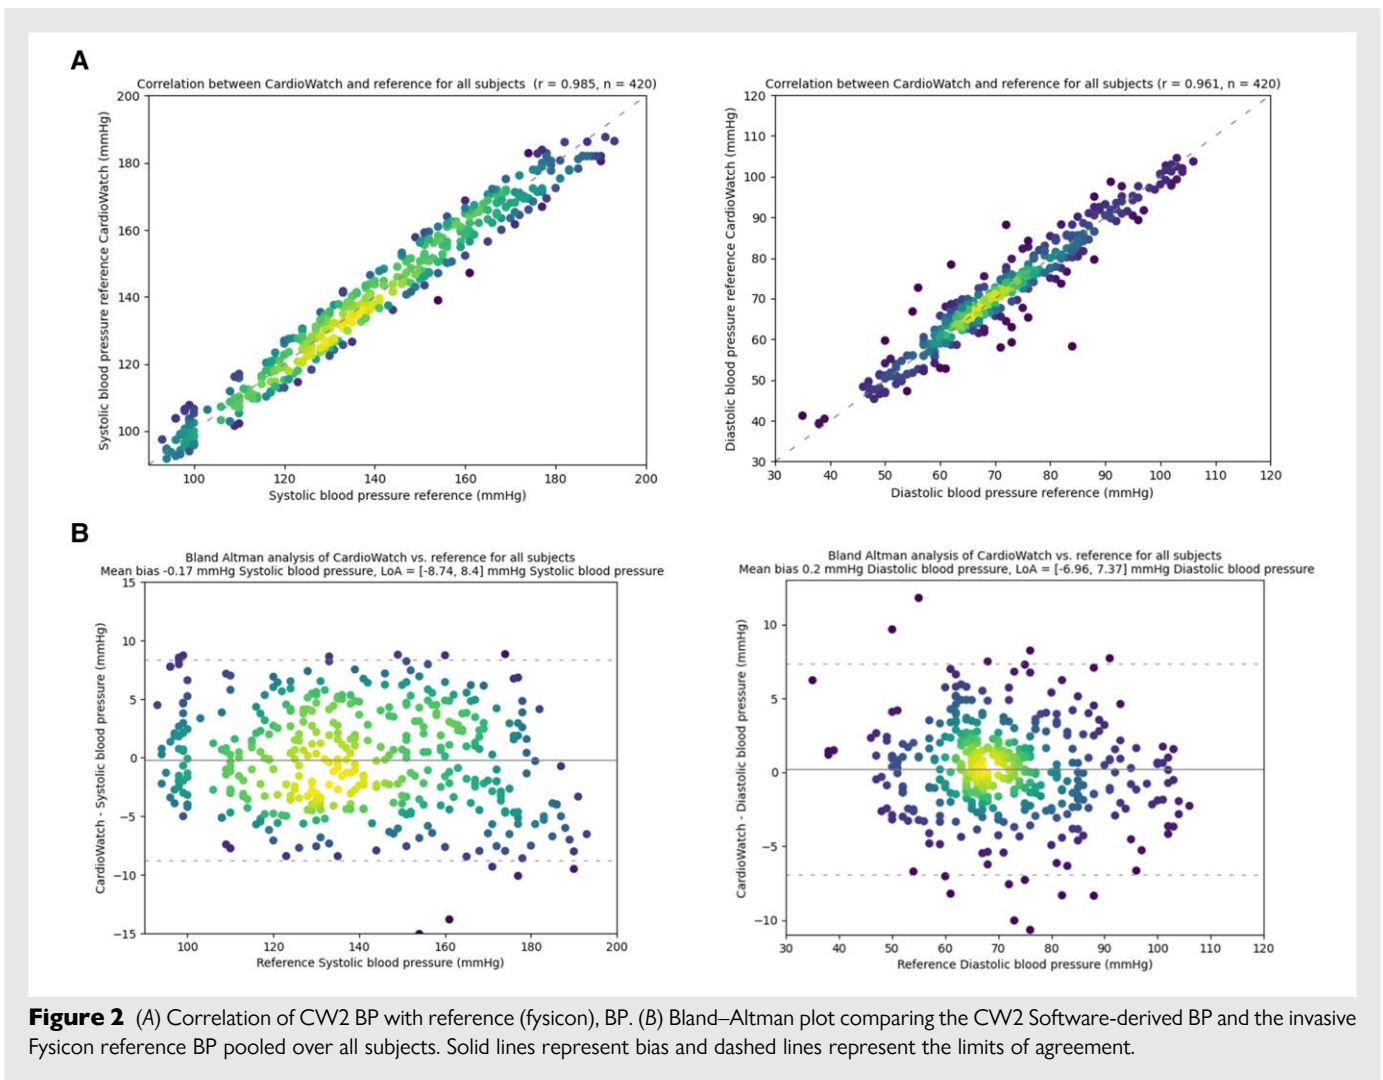 A
Correlation between CardioWatch and reference for all subjects (r = 0.985, n = 420)
200
180
160
140
120
100
Systolic blood pressure reference CardioWatch (mmHg)
100 120 140 160 180 200
Systolic blood pressure reference (mmHg)
Correlation between CardioWatch and reference for all subjects (r = 0.961, n = 420)
120
110
100
90
80
70
60
50
40
30
Diastolic blood pressure reference CardioWatch (mmHg)
30 40 50 60 70 80 90 100 110 120
Diastolic blood pressure reference (mmHg)
B
Bland Altman analysis of CardioWatch vs. reference for all subjects
Mean bias -0.17 mmHg Systolic blood pressure, LoA = [-8.74, 8.4] mmHg Systolic blood pressure
15
10
5
0
−5
−10
−15
CardioWatch - Systolic blood pressure (mmHg)
100 120 140 160 180 200
Reference Systolic blood pressure (mmHg)
Bland Altman analysis of CardioWatch vs. reference for all subjects
Mean bias 0.2 mmHg Diastolic blood pressure, LoA = [-6.96, 7.37] mmHg Diastolic blood pressure
10
5
0
−5
−10
CardioWatch - Diastolic blood pressure (mmHg)
30 40 50 60 70 80 90 100 110 120
Reference Diastolic blood pressure (mmHg)
Figure 2 (A) Correlation of CW2 BP with reference (fysicon), BP. (B) Bland–Altman plot comparing the CW2 Software-derived BP and the invasive
Fysicon reference BP pooled over all subjects. Solid lines represent bias and dashed lines represent the limits of agreement.